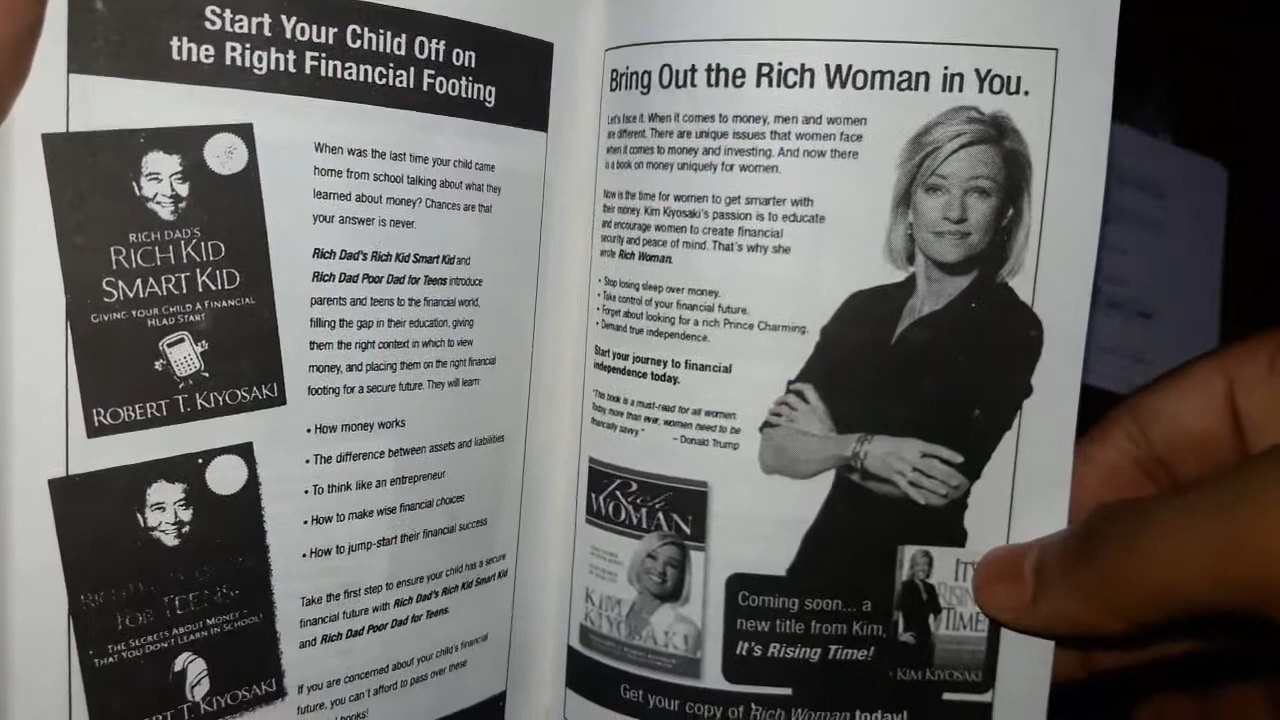 Start Your Child Off on
the Right Financial Footing
RICH DAD'S
RICH KID
SMART KID
GIVING YOUR CHILD A FINANCIAL
HEAD START
ROBERT T. KIYOSAKI
When was the last time your child came
home from school talking about what they
learned about money? Chances are that
your answer is never.
Rich Dad's Rich Kid Smart Kid and
Rich Dad Poor Dad for Teens introduce
parents and teens to the financial world,
filling the gap in their education, giving
them the right context in which to view
money, and placing them on the right financial
footing for a secure future. They will learn:
• How money works
• The difference between assets and liabilities
• To think like an entrepreneur
• How to make wise financial choices
• How to jump-start their financial success
FOR TEENS
THE SECRETS ABOUT MONEY –
THAT YOU DON'T LEARN IN SCHOOL!
RT T. KIYOSAKI
Take the first step to ensure your child has a secure
financial future with Rich Dad's Rich Kid Smart Kid
and Rich Dad Poor Dad for Teens.
If you are concerned about your child's financial
future, you can't afford to pass over these
books!
Bring Out the Rich Woman in You.
Let's face it. When it comes to money, men and women
are different. There are unique issues that women face
when it comes to money and investing. And now there
is a book on money uniquely for women.
Now is the time for women to get smarter with
their money. Kim Kiyosaki's passion is to educate
and encourage women to create financial
security and peace of mind. That's why she
wrote Rich Woman.
• Stop losing sleep over money.
• Take control of your financial future.
• Forget about looking for a rich Prince Charming.
• Demand true independence.
Start your journey to financial
independence today.
"This book is a must-read for all women.
Today, more than ever, women need to be
financially savvy."
– Donald Trump
Rich
WOMAN
KIM
KIYOSAKI
Coming soon... a
new title from Kim,
It's Rising Time!
IT'S
RISING
TIME
KIM KIYOSAKI
Get your copy of Rich Woman today!